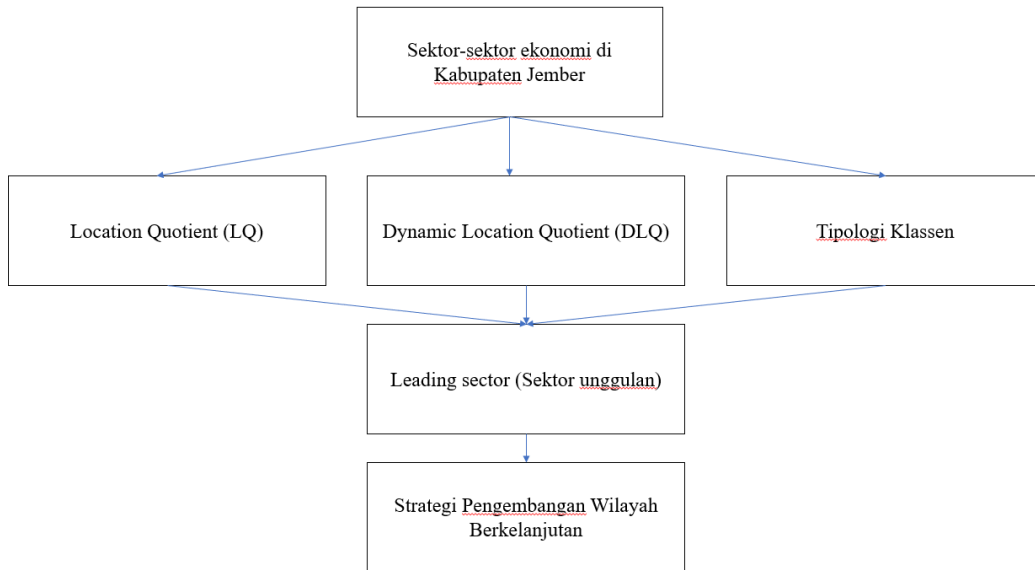 Sektor-sektor ekonomi di
Kabupaten Jember
Location Quotient (LQ)
Dynamic Location Quotient (DLQ)
Tipologi Klassen
Leading sector (Sektor unggulan)
Strategi Pengembangan Wilayah
Berkelanjutan